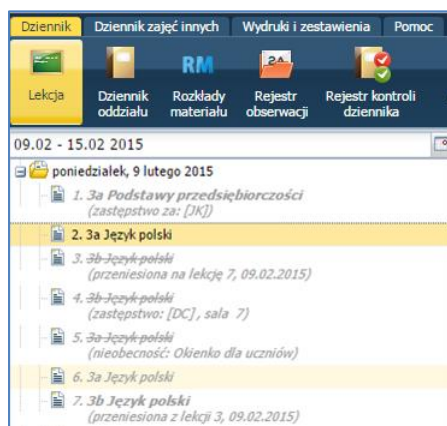 Dziennik Dziennik zajęć innych Wydruki i zestawienia Pomoc
Lekcja
Dziennik oddziału
RM Rozkłady materiału
Rejestr obserwacji
Rejestr kontroli dziennika
09.02 - 15.02 2015
poniedziałek, 9 lutego 2015
1. 3a Podstawy przedsiębiorczości
(zastępstwo za: [JK])
2. 3a Język polski
3. 3b Język polski
(przeniesiona na lekcję 7, 09.02.2015)
4. 3b Język polski
(zastępstwo: [DC] , sala 7)
5. 3a Język polski
(nieobecność: Okienko dla uczniów)
6. 3a Język polski
7. 3b Język polski
(przeniesiona z lekcji 3, 09.02.2015)